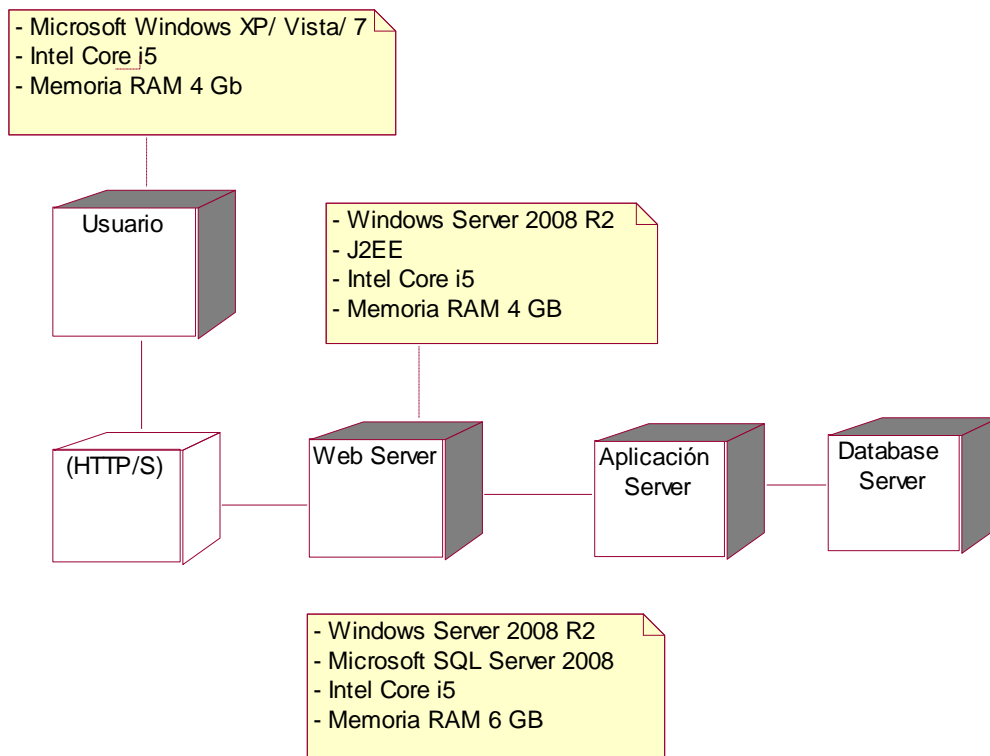 - Microsoft Windows XP/ Vista/ 7
- Intel Core i5
- Memoria RAM 4 Gb
Usuario
- Windows Server 2008 R2
- J2EE
- Intel Core i5
- Memoria RAM 4 GB
(HTTP/S)
Web Server
Aplicación
Server
Database
Server
- Windows Server 2008 R2
- Microsoft SQL Server 2008
- Intel Core i5
- Memoria RAM 6 GB